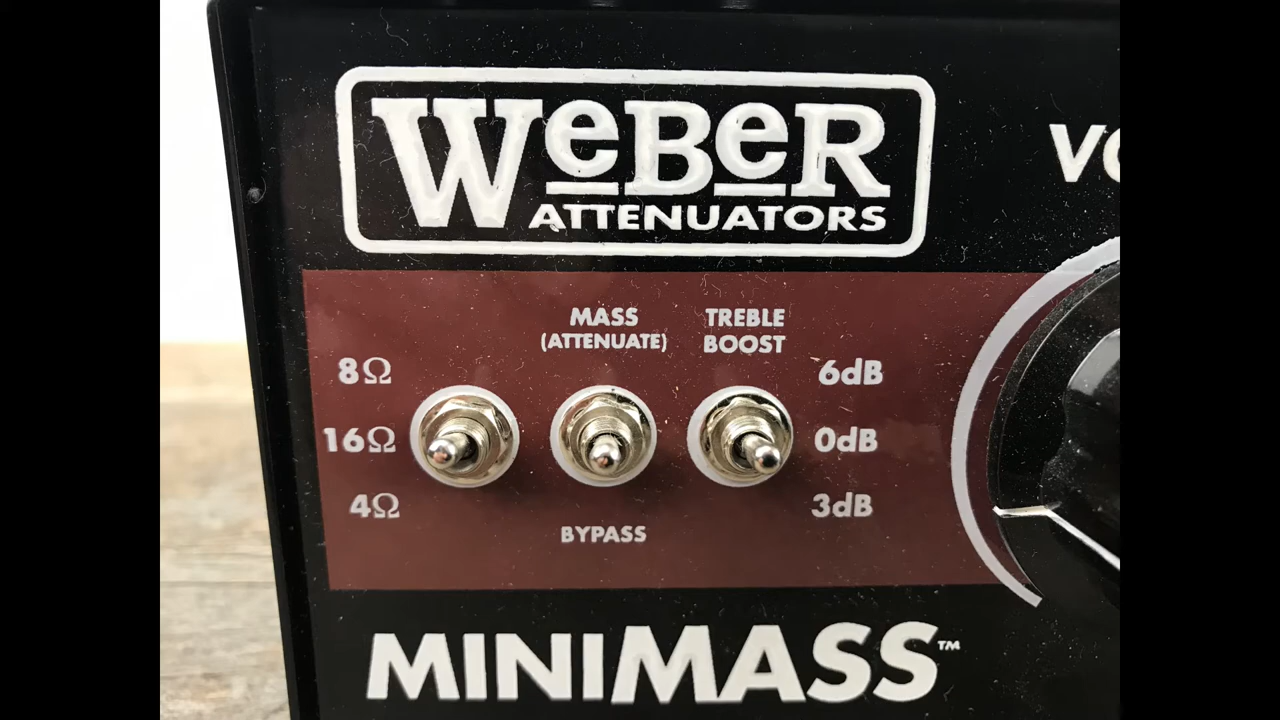 WeBeR
ATTENUATORS
MASS
(ATTENUATE)
TREBLE
BOOST
8Ω
6dB
16Ω
0dB
4Ω
3dB
BYPASS
MINIMASS™